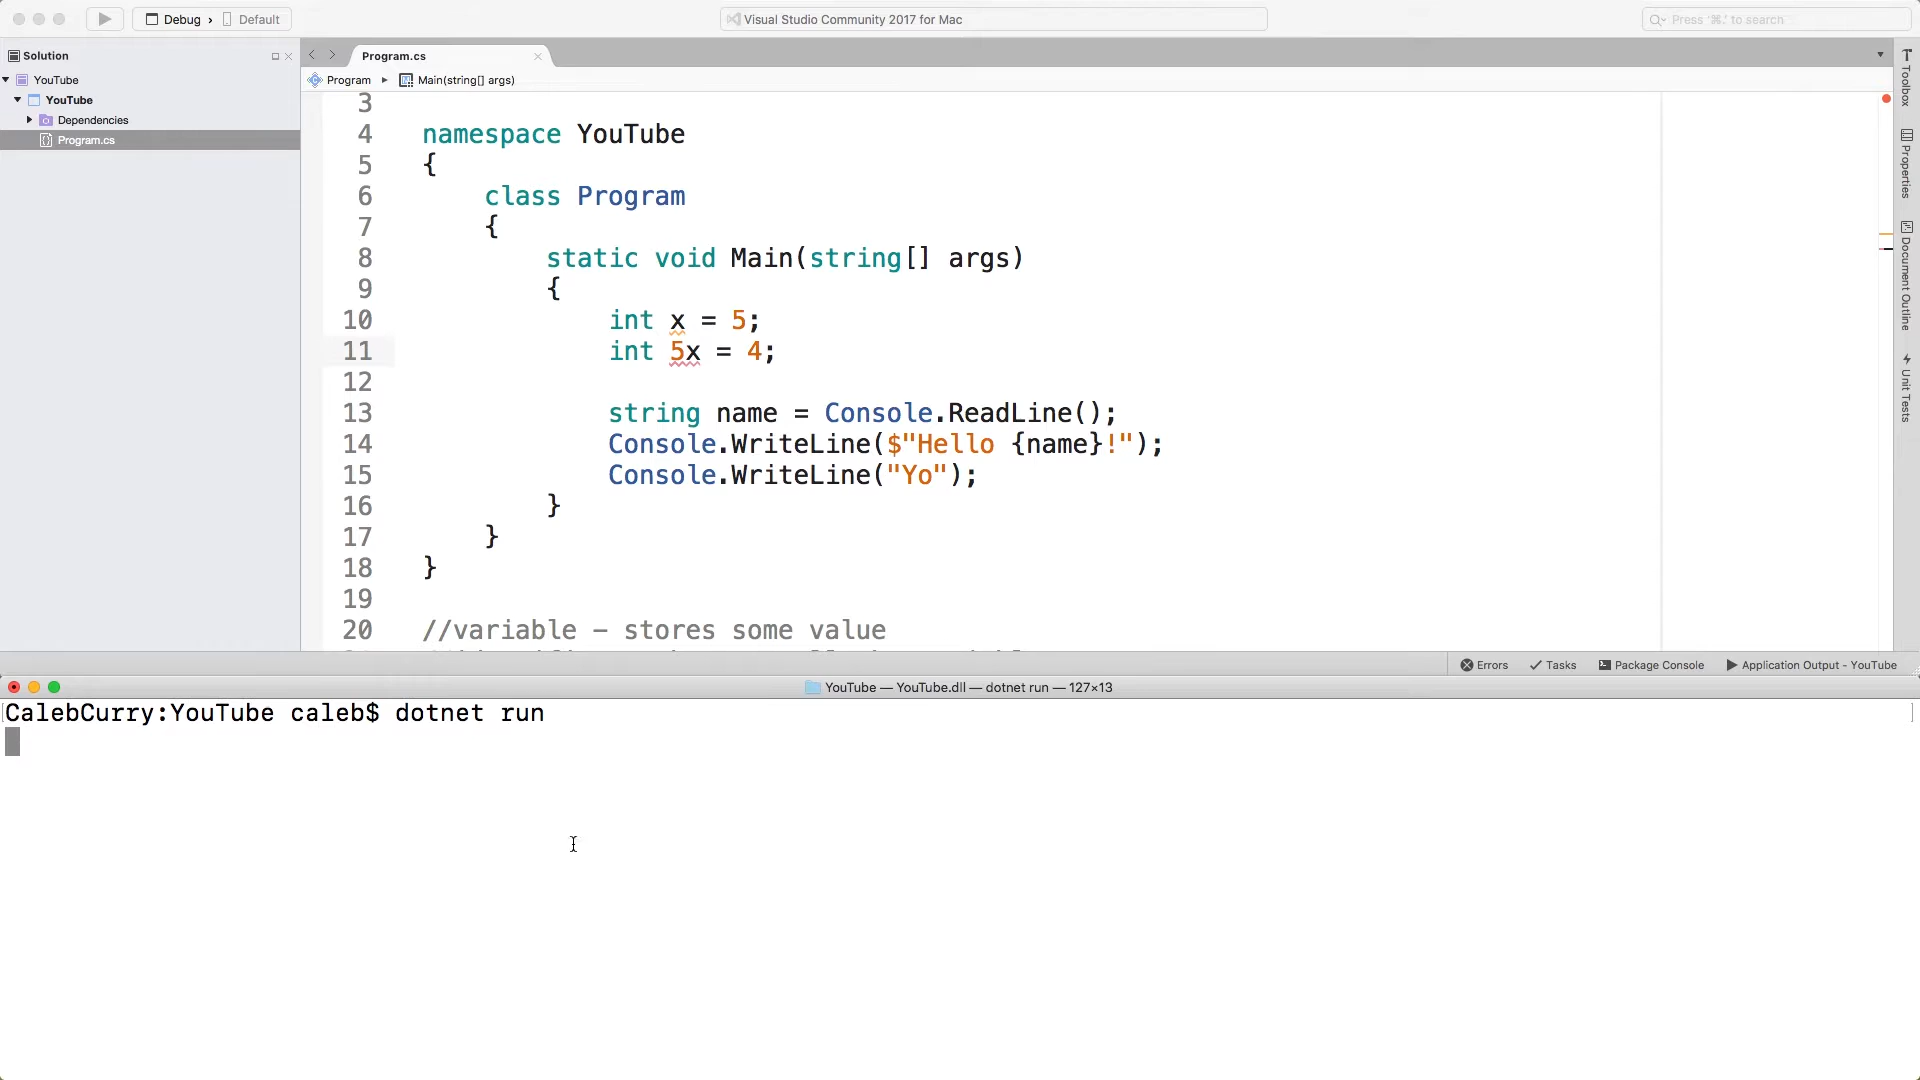 Debug › Default
Visual Studio Community 2017 for Mac
Press '⌘.' to search
Solution
YouTube
YouTube
Dependencies
Program.cs
Program.cs
Program ▸ Main(string[] args)
3
4 namespace YouTube
5 {
6 class Program
7 {
8 static void Main(string[] args)
9 {
10 int x = 5;
11 int 5x = 4;
12
13 string name = Console.ReadLine();
14 Console.WriteLine($"Hello {name}!");
15 Console.WriteLine("Yo");
16 }
17 }
18 }
19
20 //variable – stores some value
Toolbox
Properties
Document Outline
Unit Tests
Errors Tasks Package Console Application Output - YouTube
YouTube — YouTube.dll — dotnet run — 127×13
CalebCurry:YouTube caleb$ dotnet run